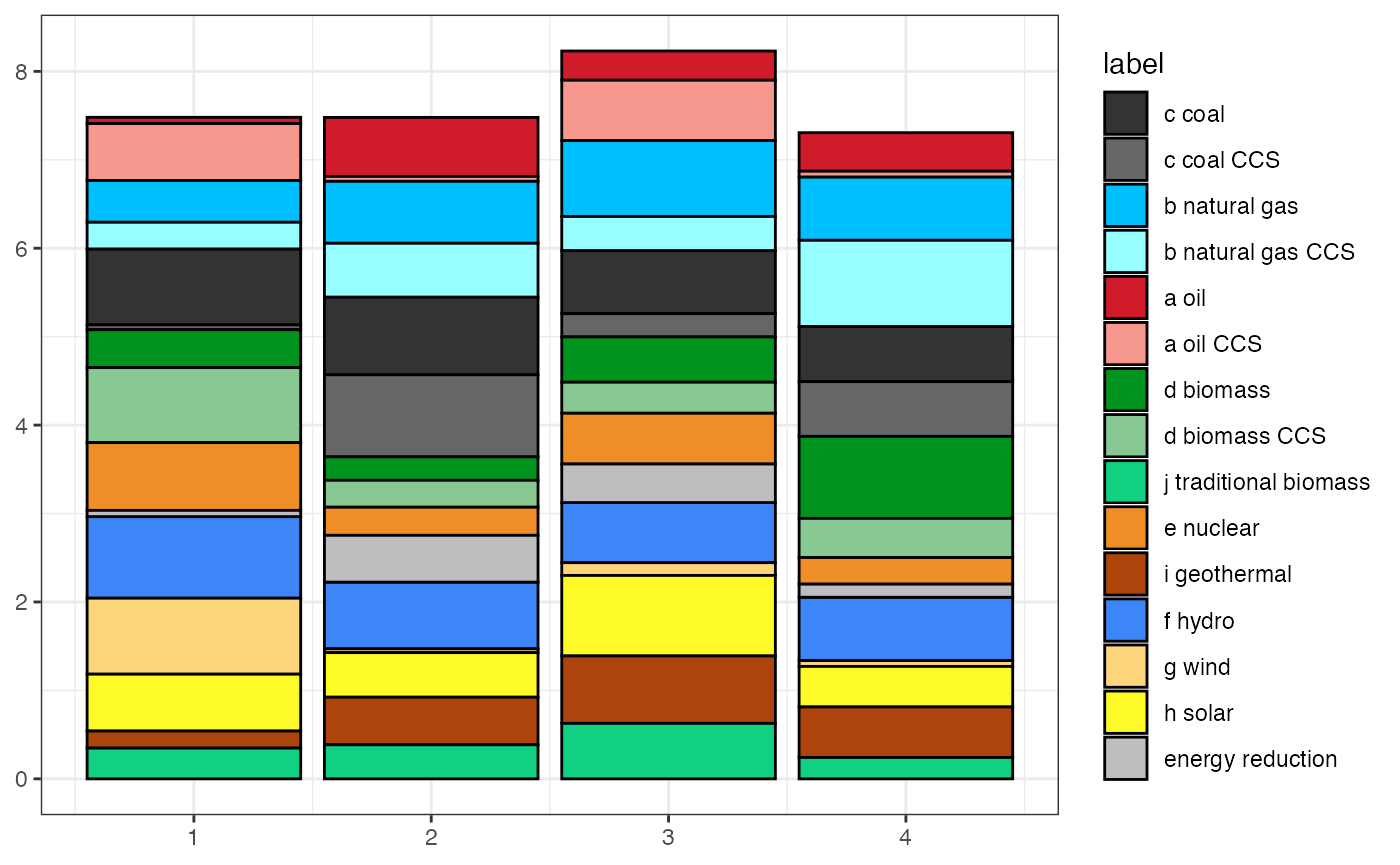 8
6
4
2
0
1
2
3
4
label
c coal
c coal CCS
b natural gas
b natural gas CCS
a oil
a oil CCS
d biomass
d biomass CCS
j traditional biomass
e nuclear
i geothermal
f hydro
g wind
h solar
energy reduction